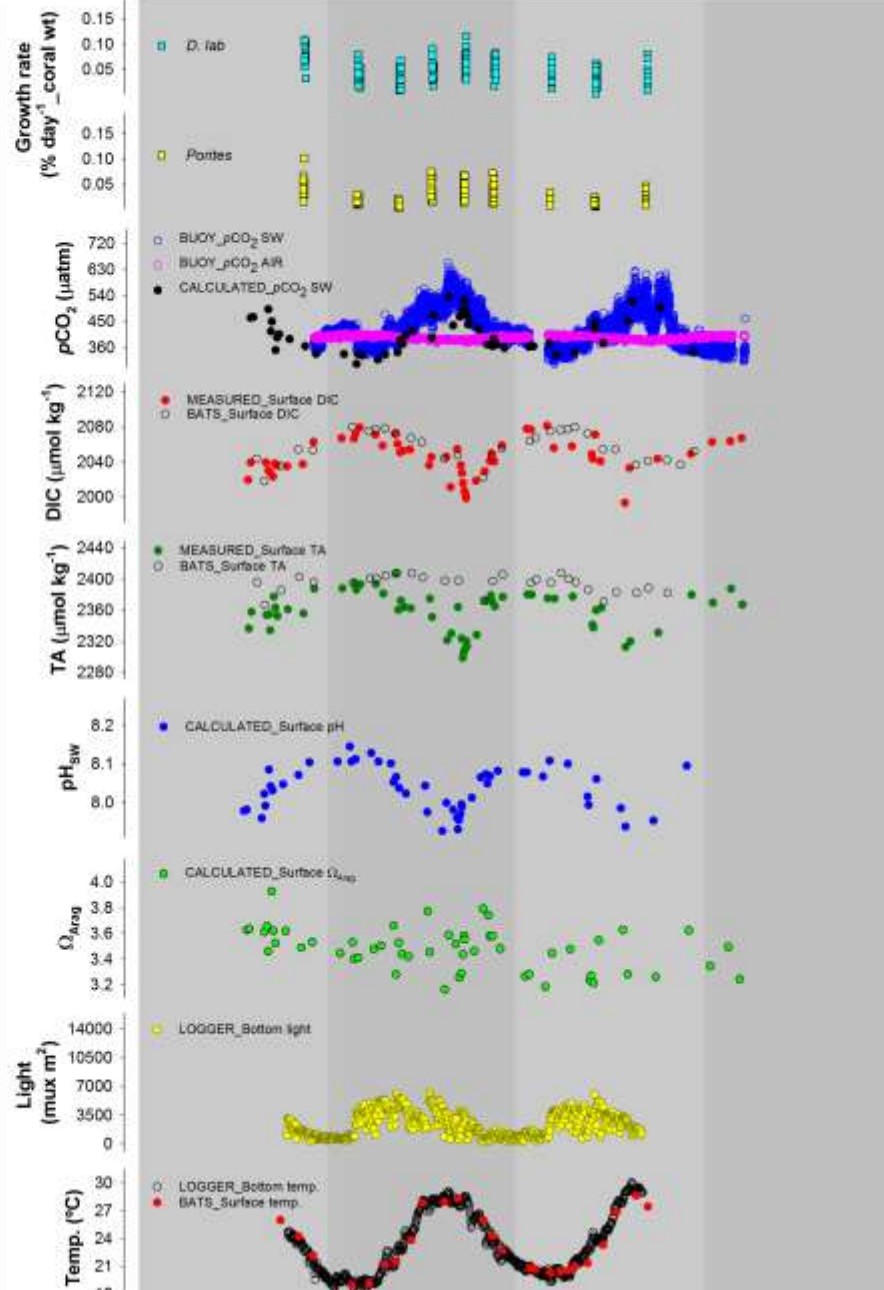 Growth rate
(% day⁻¹_coral wt)
0.15
0.10
0.05
D. lab
0.15
0.10
0.05
Porites
pCO₂ (µatm)
720
630
540
450
360
BUOY_pCO₂ SW
BUOY_pCO₂ AIR
CALCULATED_pCO₂ SW
DIC (µmol kg⁻¹)
2120
2080
2040
2000
MEASURED_Surface DIC
BATS_Surface DIC
TA (µmol kg⁻¹)
2440
2400
2360
2320
2280
MEASURED_Surface TA
BATS_Surface TA
pH_SW
8.2
8.1
8.0
CALCULATED_Surface pH
Ω_Arag
4.0
3.8
3.6
3.4
3.2
CALCULATED_Surface Ω_Arag
Light
(mux m²)
14000
10500
7000
3500
0
LOGGER_Bottom light
Temp. (ºC)
30
27
24
21
LOGGER_Bottom temp.
BATS_Surface temp.